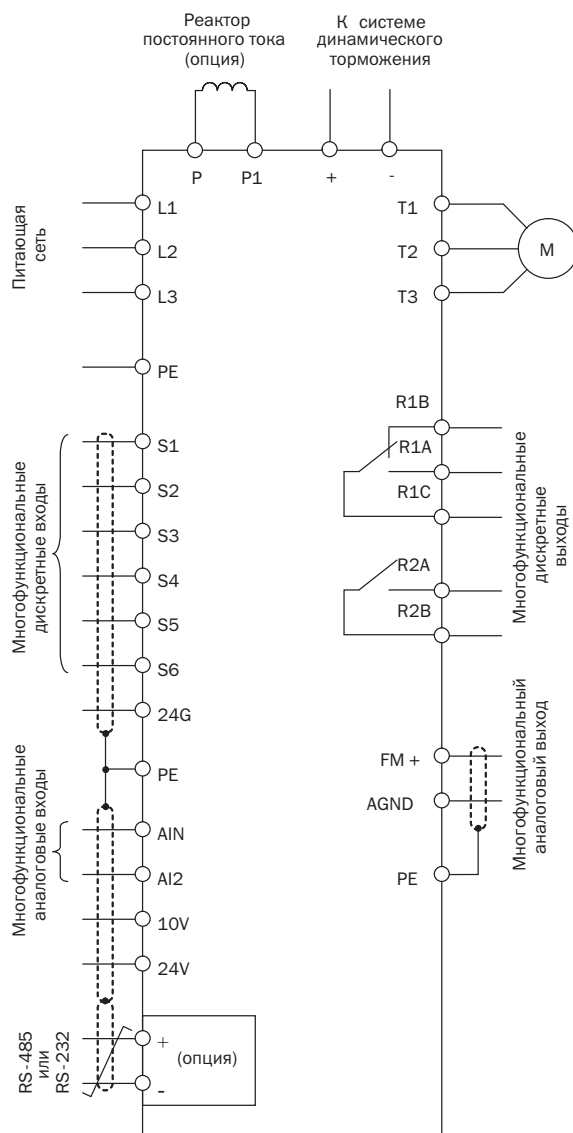 Реактор
постоянного тока
(опция)
К системе
динамического
торможения
P
P1
+
-
Питающая
сеть
L1
L2
L3
PE
T1
T2
T3
M
Многофункциональные
дискретные входы
S1
S2
S3
S4
S5
S6
24G
PE
R1B
R1A
R1C
R2A
R2B
Многофункциональные
дискретные
выходы
Многофункциональные
аналоговые входы
AIN
AI2
10V
24V
FM +
AGND
PE
Многофункциональный
аналоговый выход
RS-485
или
RS-232
+
(опция)
-